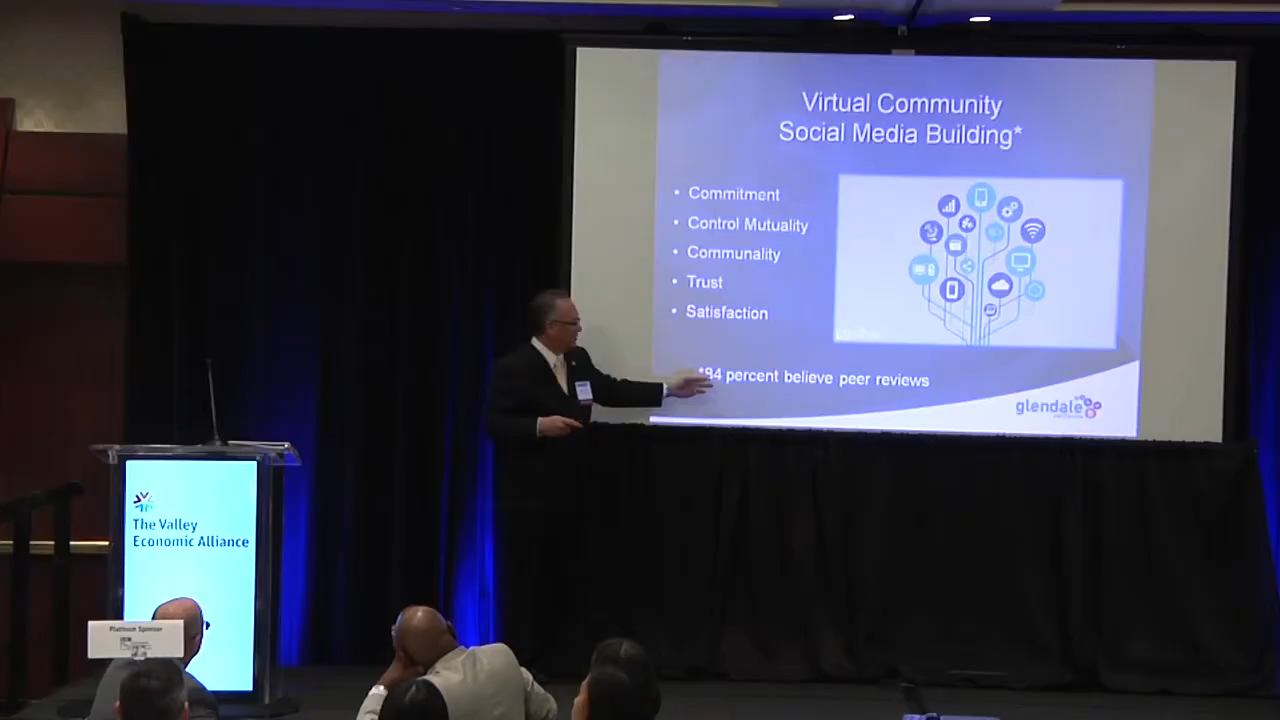 Virtual Community
Social Media Building*
• Commitment
• Control Mutuality
• Communality
• Trust
• Satisfaction
*84 percent believe peer reviews
glendale
The Valley
Economic Alliance
Platinum Sponsor